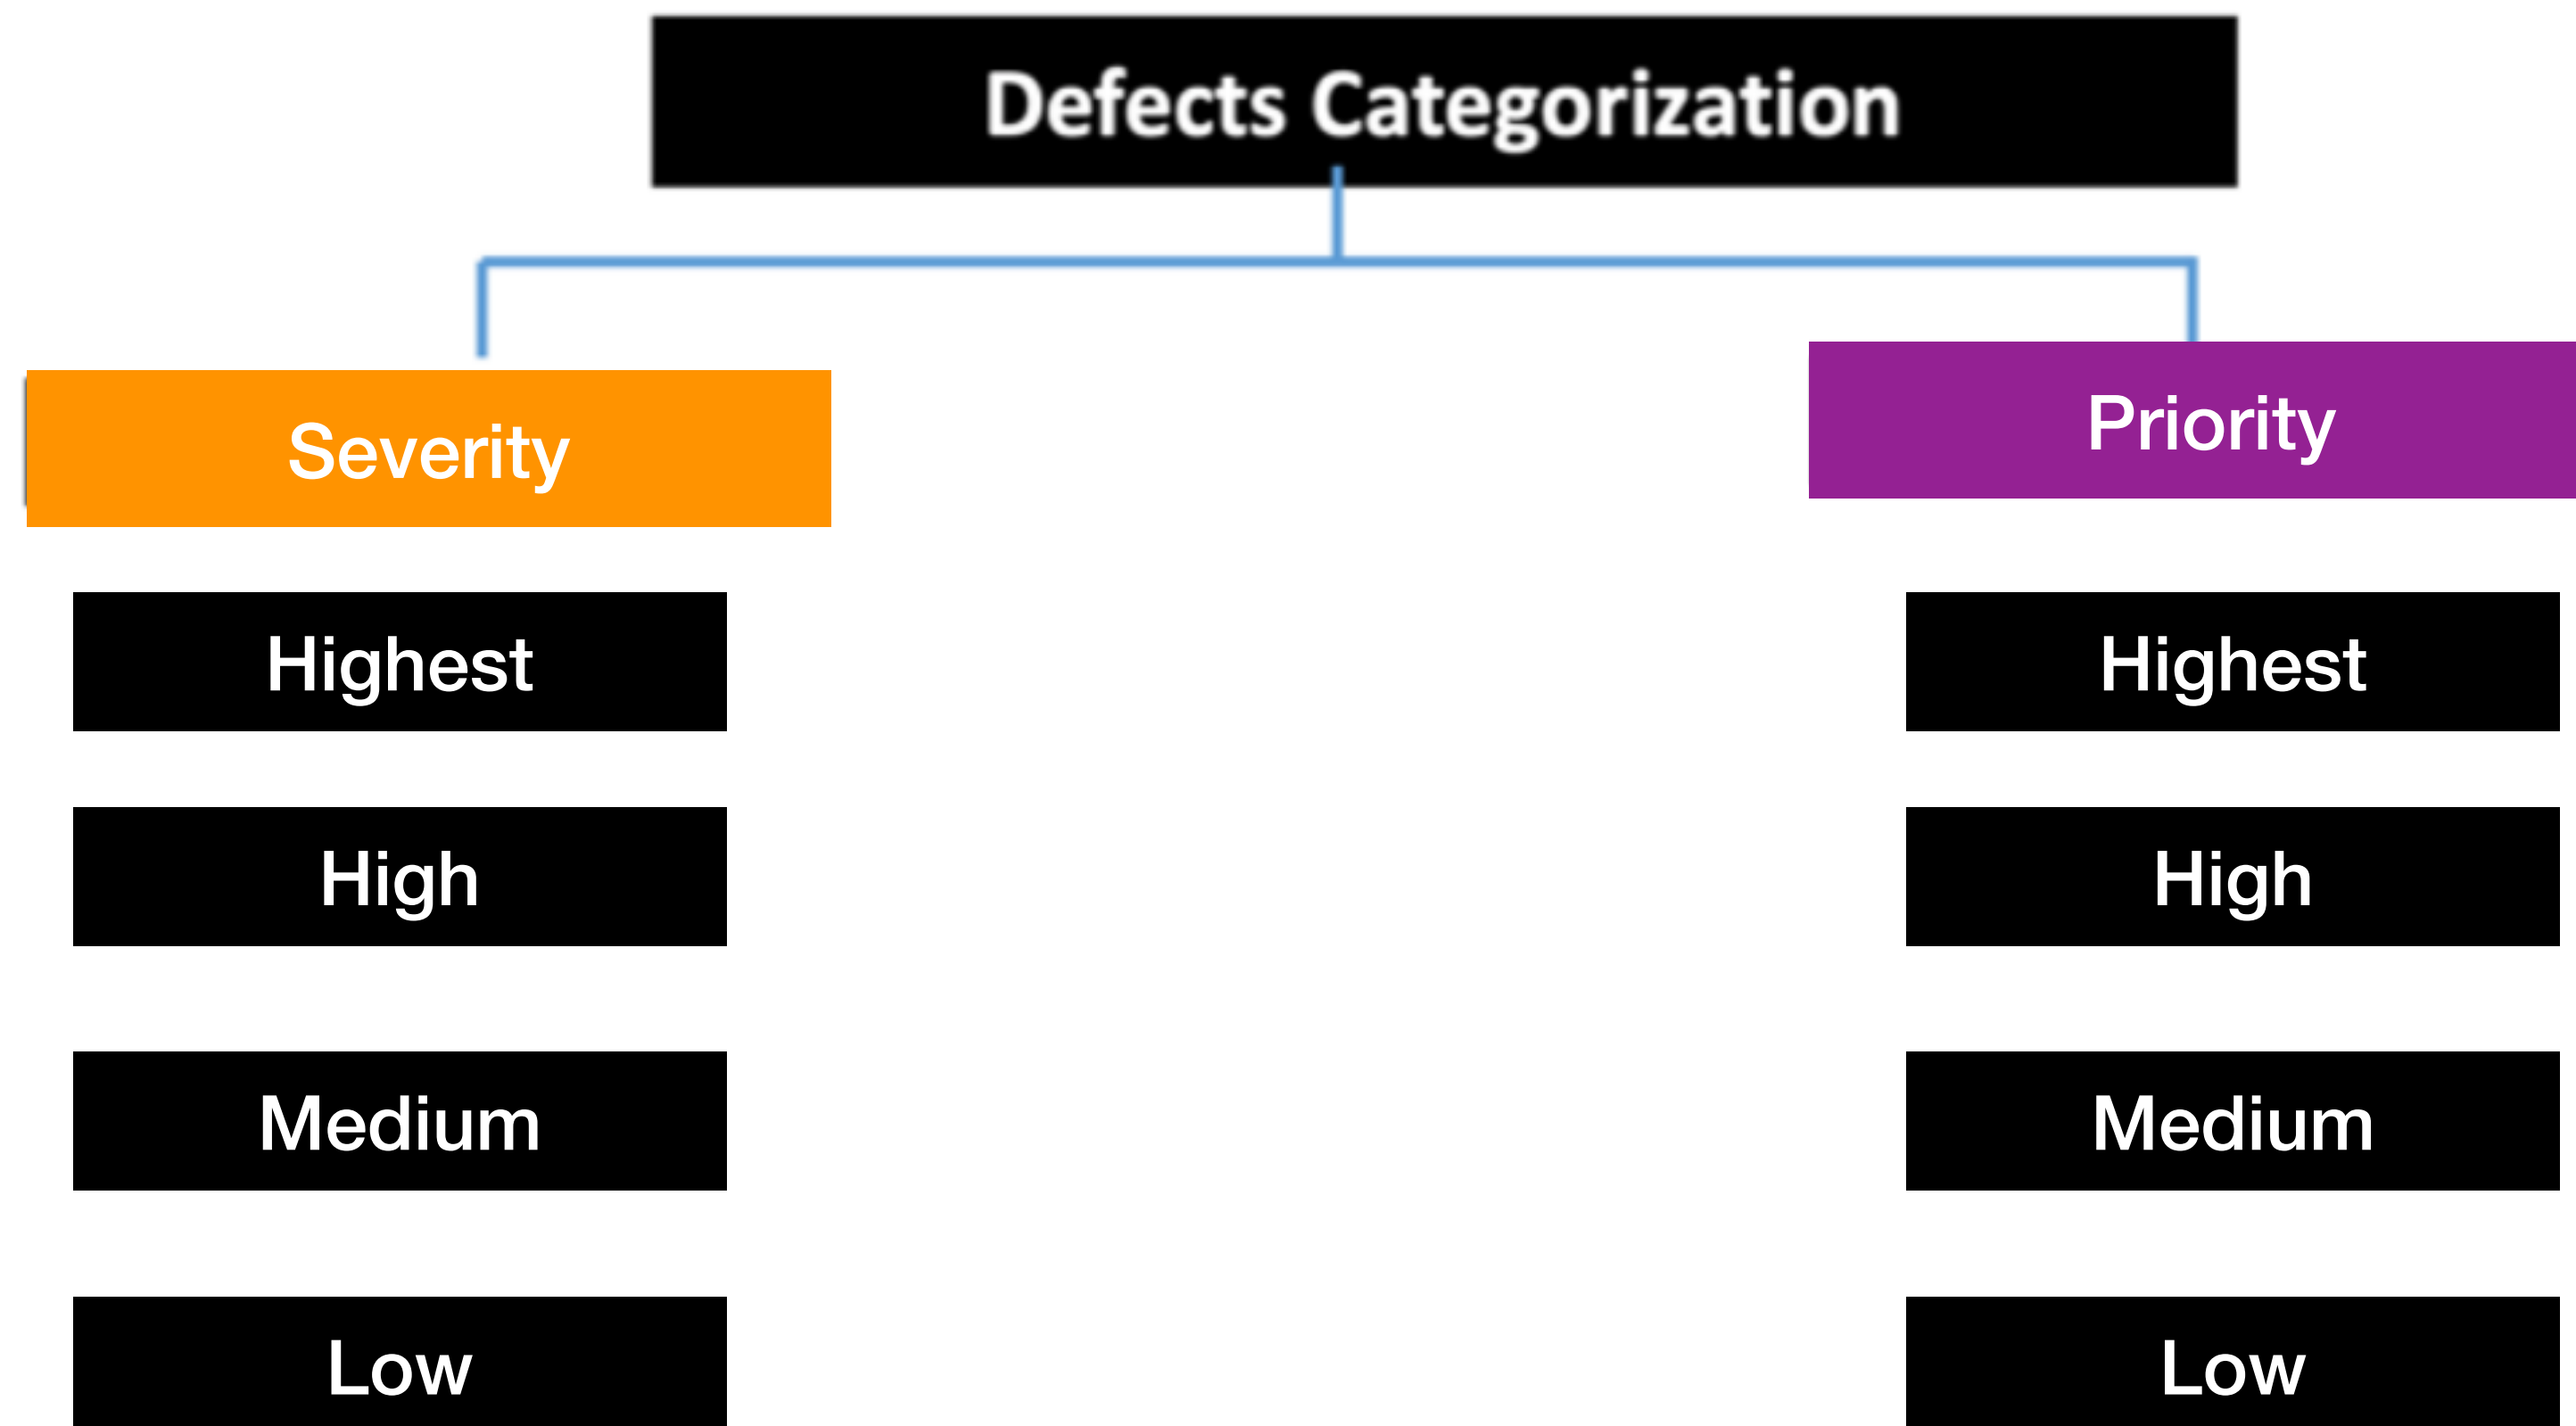 Defects Categorization
Severity
Priority
Highest
Highest
High
High
Medium
Medium
Low
Low